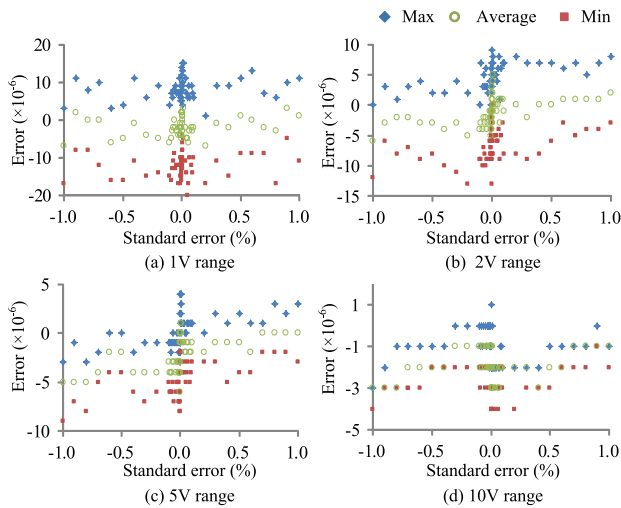 Max Average Min
20
10
0
-10
-20
-1.0 -0.5 0.0 0.5 1.0
Error (×10⁻⁶)
Standard error (%)
(a) 1V range
10
5
0
-5
-10
-15
-1.0 -0.5 0.0 0.5 1.0
Error (×10⁻⁶)
Standard error (%)
(b) 2V range
5
0
-5
-10
-1.0 -0.5 0.0 0.5 1.0
Error (×10⁻⁶)
Standard error (%)
(c) 5V range
1
-1
-3
-5
-1.0 -0.5 0.0 0.5 1.0
Error (×10⁻⁶)
Standard error (%)
(d) 10V range